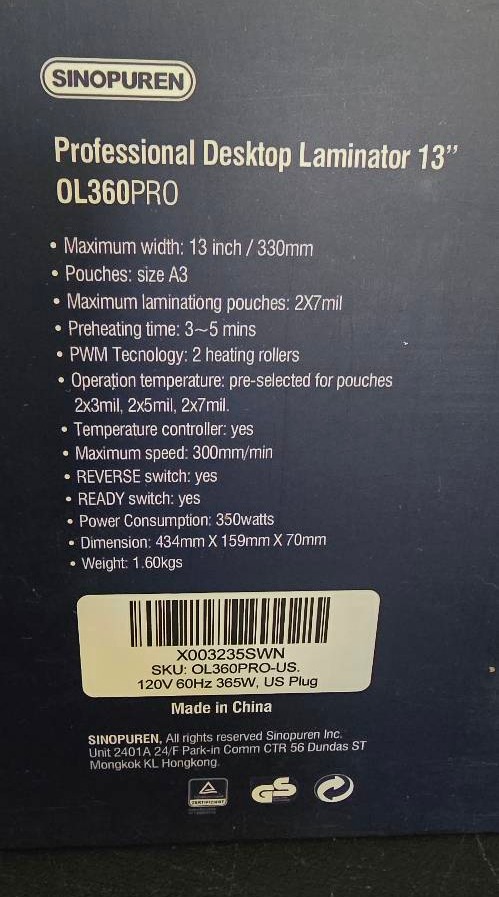 SINOPUREN
Professional Desktop Laminator 13”
OL360PRO
• Maximum width: 13 inch / 330mm
• Pouches: size A3
• Maximum laminationg pouches: 2X7mil
• Preheating time: 3~5 mins
• PWM Tecnology: 2 heating rollers
• Operation temperature: pre-selected for pouches
2x3mil, 2x5mil, 2x7mil.
• Temperature controller: yes
• Maximum speed: 300mm/min
• REVERSE switch: yes
• READY switch: yes
• Power Consumption: 350watts
• Dimension: 434mm X 159mm X 70mm
• Weight: 1.60kgs
X003235SWN
SKU: OL360PRO-US.
120V 60Hz 365W, US Plug
Made in China
SINOPUREN, All rights reserved Sinopuren Inc.
Unit 2401A 24/F Park-in Comm CTR 56 Dundas ST
Mongkok KL Hongkong.
ZERTIFIZIERT
GS